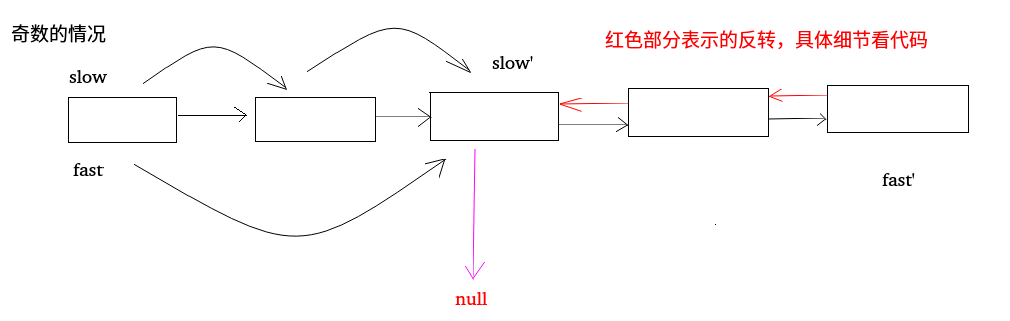 奇数的情况
红色部分表示的反转，具体细节看代码
slow
slow'
fast
fast'
null